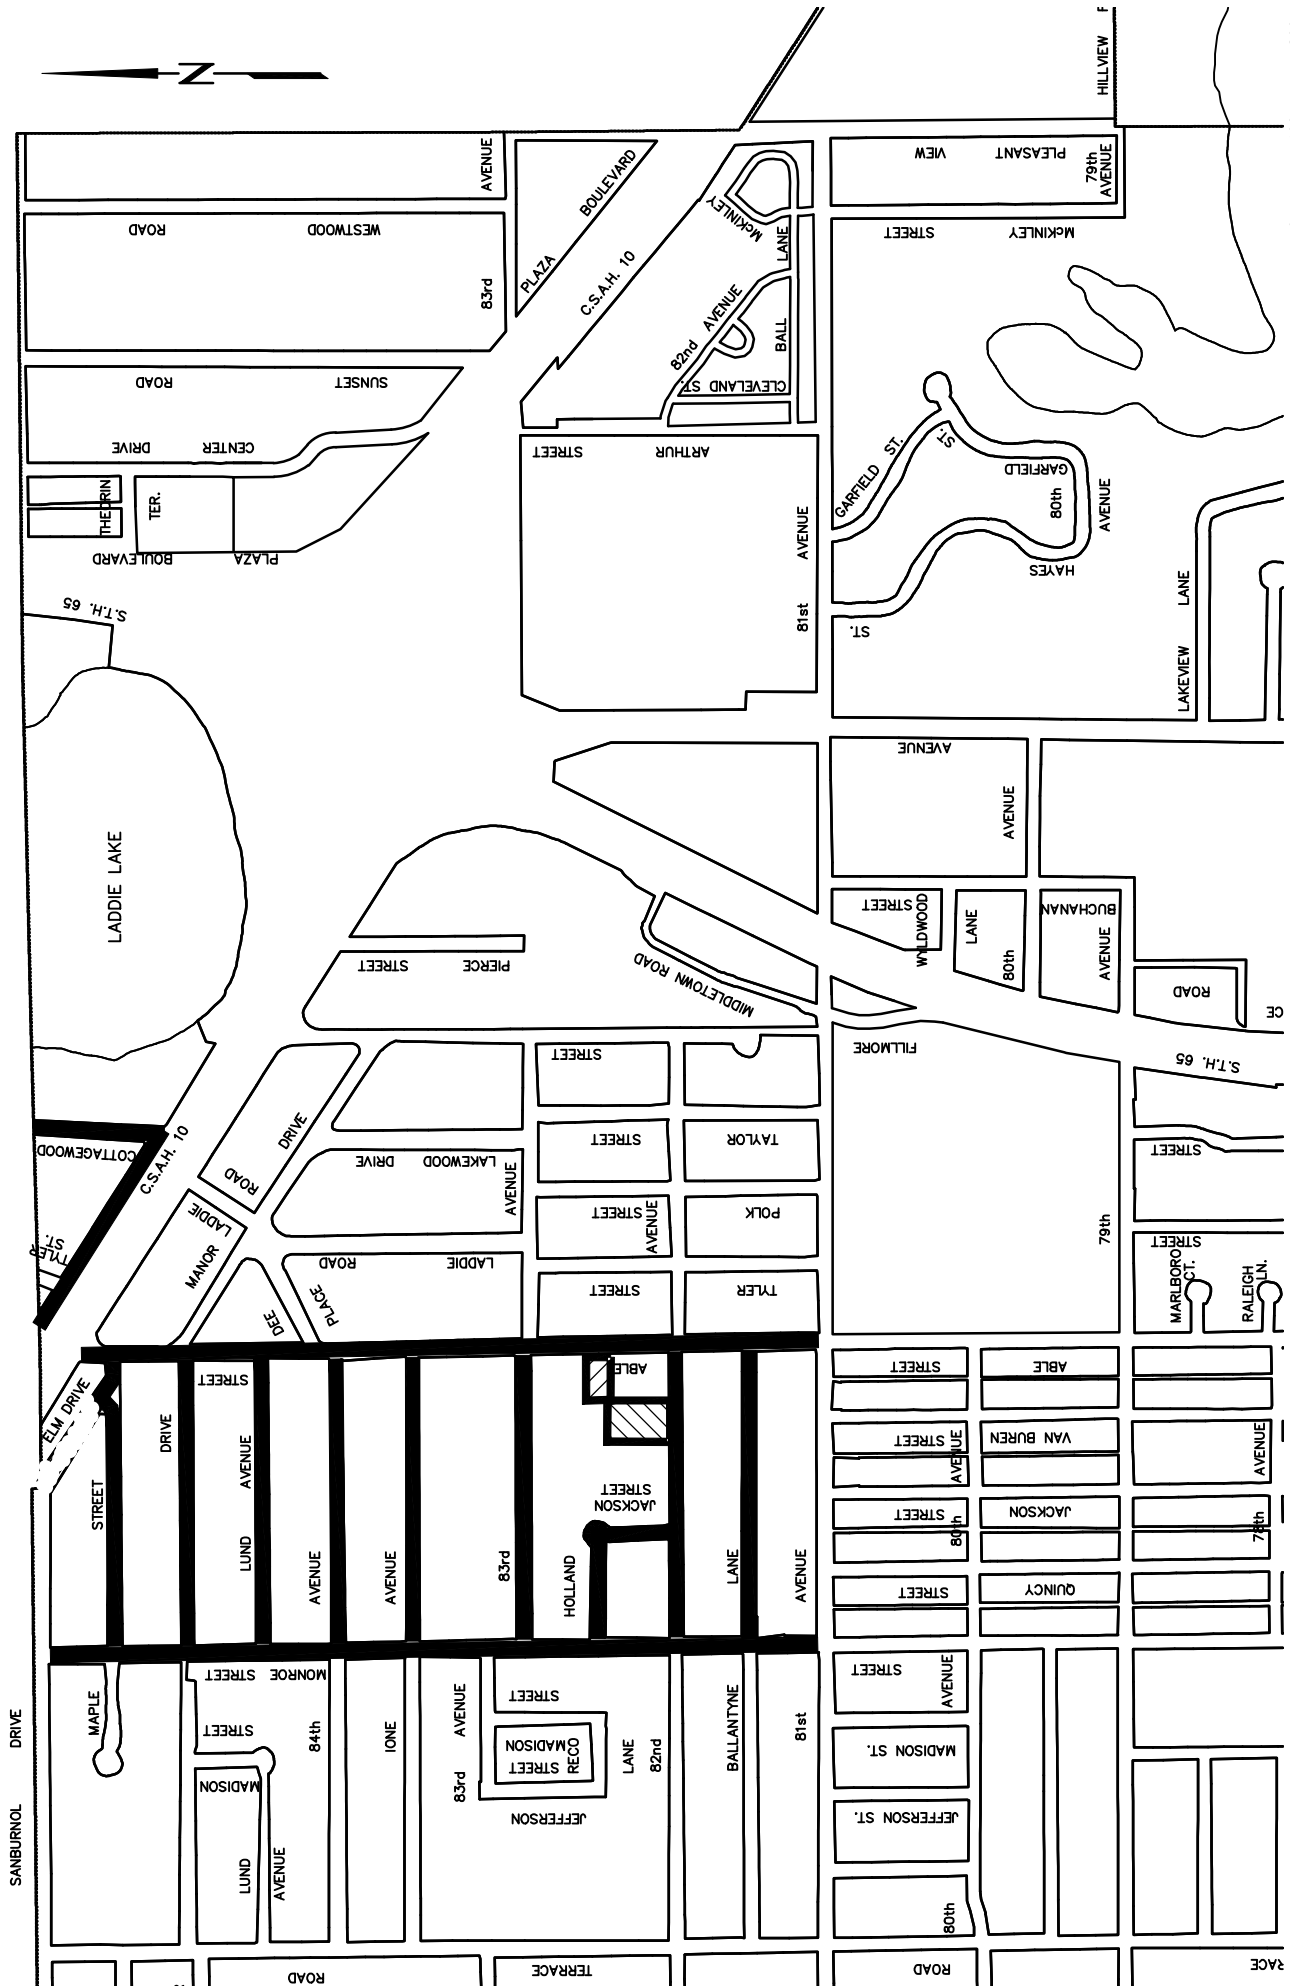 HILLVIEW
N
AVENUE
BOULEVARD
VIEW PLEASANT
79th AVENUE
ROAD WESTWOOD
PLAZA
83rd
C.S.A.H. 10
McKINLEY
LANE
STREET McKINLEY
82nd AVENUE
BALL
CLEVELAND ST.
ROAD SUNSET
DRIVE CENTER
STREET ARTHUR
GARFIELD ST.
ST.
GARFIELD
80th
AVENUE
THEORIN
TER.
BOULEVARD PLAZA
81st AVENUE
HAYES
ST.
S.T.H. 65
LAKEVIEW LANE
AVENUE
AVENUE
LADDIE LAKE
STREET
WYLDWOOD
LANE
80th
BUCHANAN
AVENUE
STREET PIERCE
MIDDLETOWN ROAD
ROAD
CE
FILLMORE
STREET
S.T.H. 65
COTTAGEWOOD
C.S.A.H. 10
DRIVE
ROAD
LADDIE
MANOR
DRIVE LAKEWOOD
AVENUE
STREET TAYLOR
STREET
STREET
AVENUE
POLK
79th
STREET
TYLER ST.
ROAD LADDIE
DEE
PLACE
STREET TYLER
MARLBORO CT.
RALEIGH LN.
ELM DRIVE
STREET
ABLE
STREET ABLE
STREET
DRIVE
AVENUE
STREET JACKSON
STREET
AVENUE
VAN BUREN
AVENUE
STREET
80th
JACKSON
78th
LUND
AVENUE
AVENUE
83rd
HOLLAND
LANE
AVENUE
STREET QUINCY
STREET MONROE
STREET
AVENUE
DRIVE
MAPLE
STREET
84th
IONE
AVENUE
STREET
MADISON
STREET
RECO
LANE
82nd
BALLANTYNE
81st
MADISON ST.
MADISON
83rd
JEFFERSON
JEFFERSON ST.
SANBURNOL
LUND
AVENUE
80th
ROAD
TERRACE
ROAD
RACE